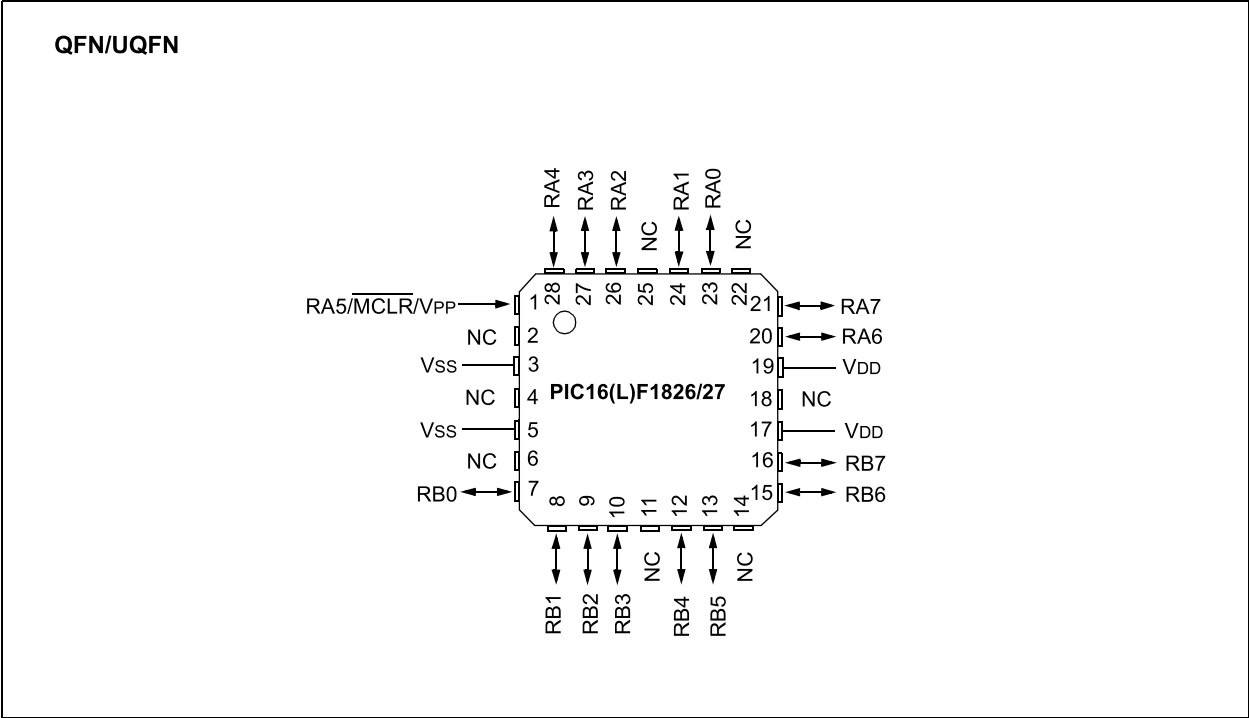 QFN/UQFN
RA4
RA3
RA2
NC
RA1
RA0
NC
28
27
26
25
24
23
22
RA5/MCLR/VPP
1
21
RA7
NC
2
20
RA6
VSS
3
19
VDD
PIC16(L)F1826/27
NC
4
18
NC
VSS
5
17
VDD
NC
6
16
RB7
RB0
7
15
RB6
8
9
10
11
12
13
14
RB1
RB2
RB3
NC
RB4
RB5
NC